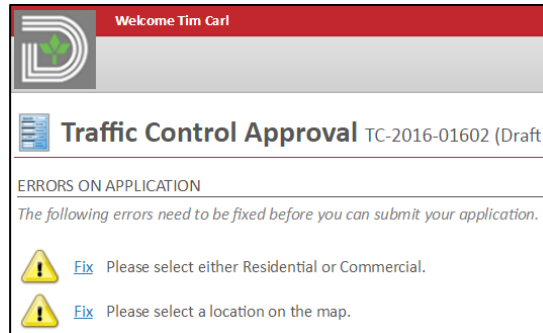 Welcome Tim Carl
Traffic Control Approval TC-2016-01602 (Draft
ERRORS ON APPLICATION
The following errors need to be fixed before you can submit your application.
Fix Please select either Residential or Commercial.
Fix Please select a location on the map.